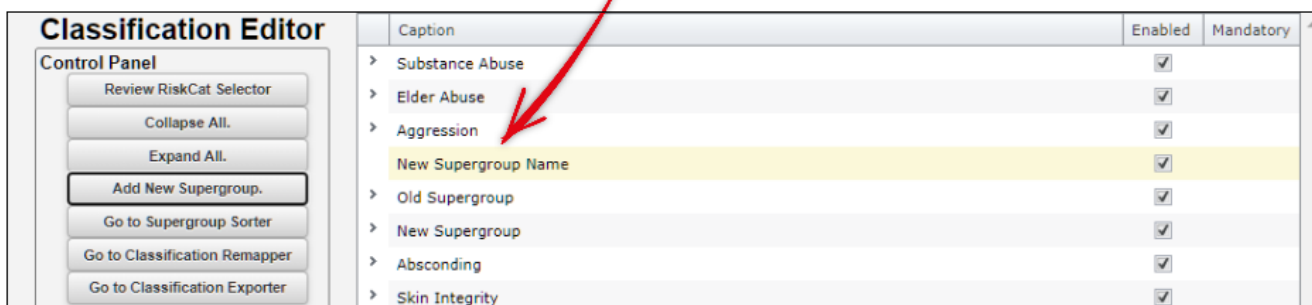 Classification Editor
Control Panel
Review RiskCat Selector
Collapse All.
Expand All.
Add New Supergroup.
Go to Supergroup Sorter
Go to Classification Remapper
Go to Classification Exporter
Caption Enabled Mandatory
Substance Abuse
Elder Abuse
Aggression
New Supergroup Name
Old Supergroup
New Supergroup
Absconding
Skin Integrity